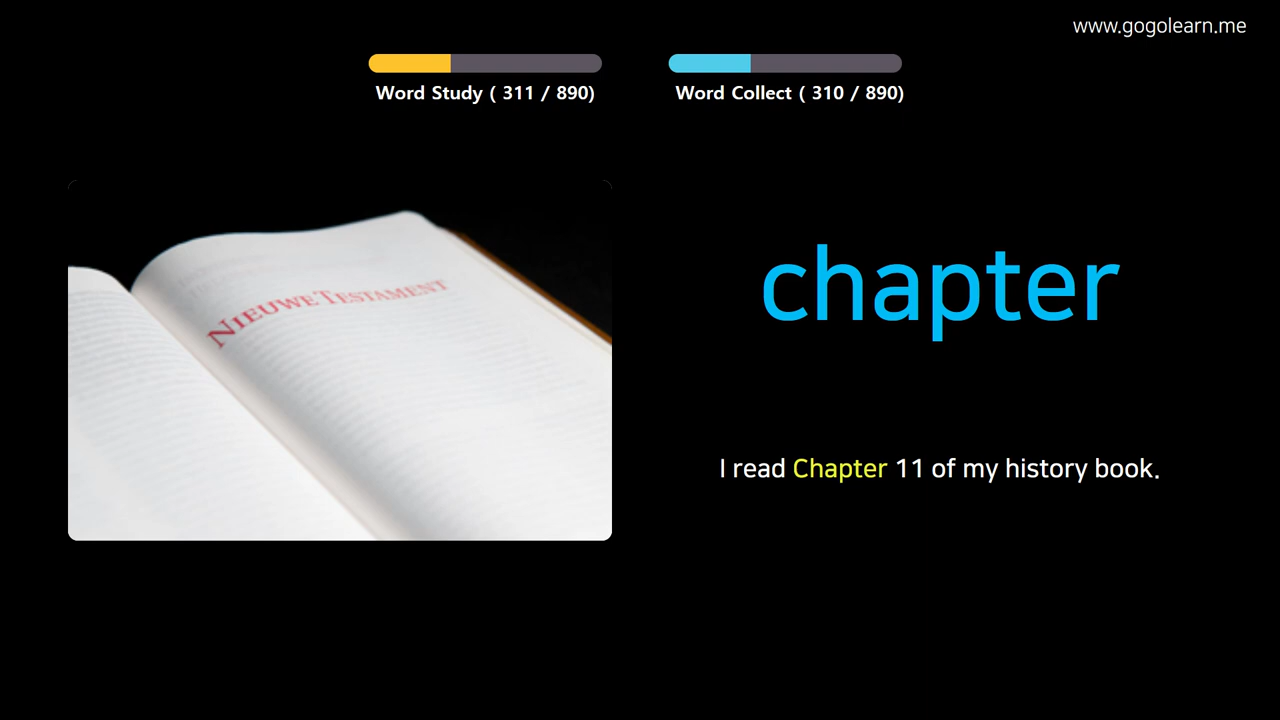 www.gogolearn.me
Word Study ( 311 / 890)
Word Collect ( 310 / 890)
NIEUWE TESTAMENT
chapter
I read Chapter 11 of my history book.